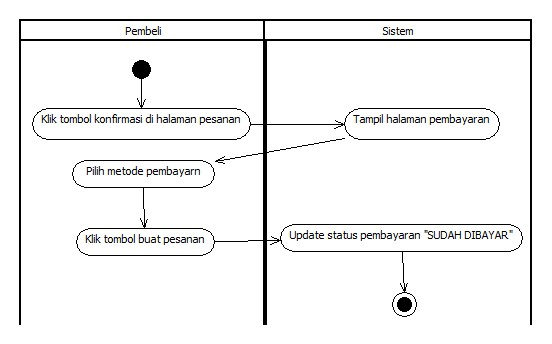 Pembeli
Sistem
Klik tombol konfirmasi di halaman pesanan
Tampil halaman pembayaran
Pilih metode pembayarn
Klik tombol buat pesanan
Update status pembayaran "SUDAH DIBAYAR"